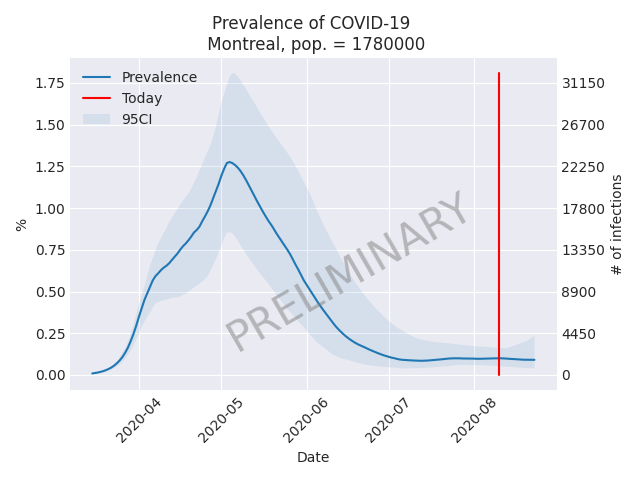 Prevalence of COVID-19
Montreal, pop. = 1780000
Prevalence
Today
95CI
PRELIMINARY
1.75
1.50
1.25
1.00
0.75
0.50
0.25
0.00
%
31150
26700
22250
17800
13350
8900
4450
0
# of infections
2020-04
2020-05
2020-06
2020-07
2020-08
Date